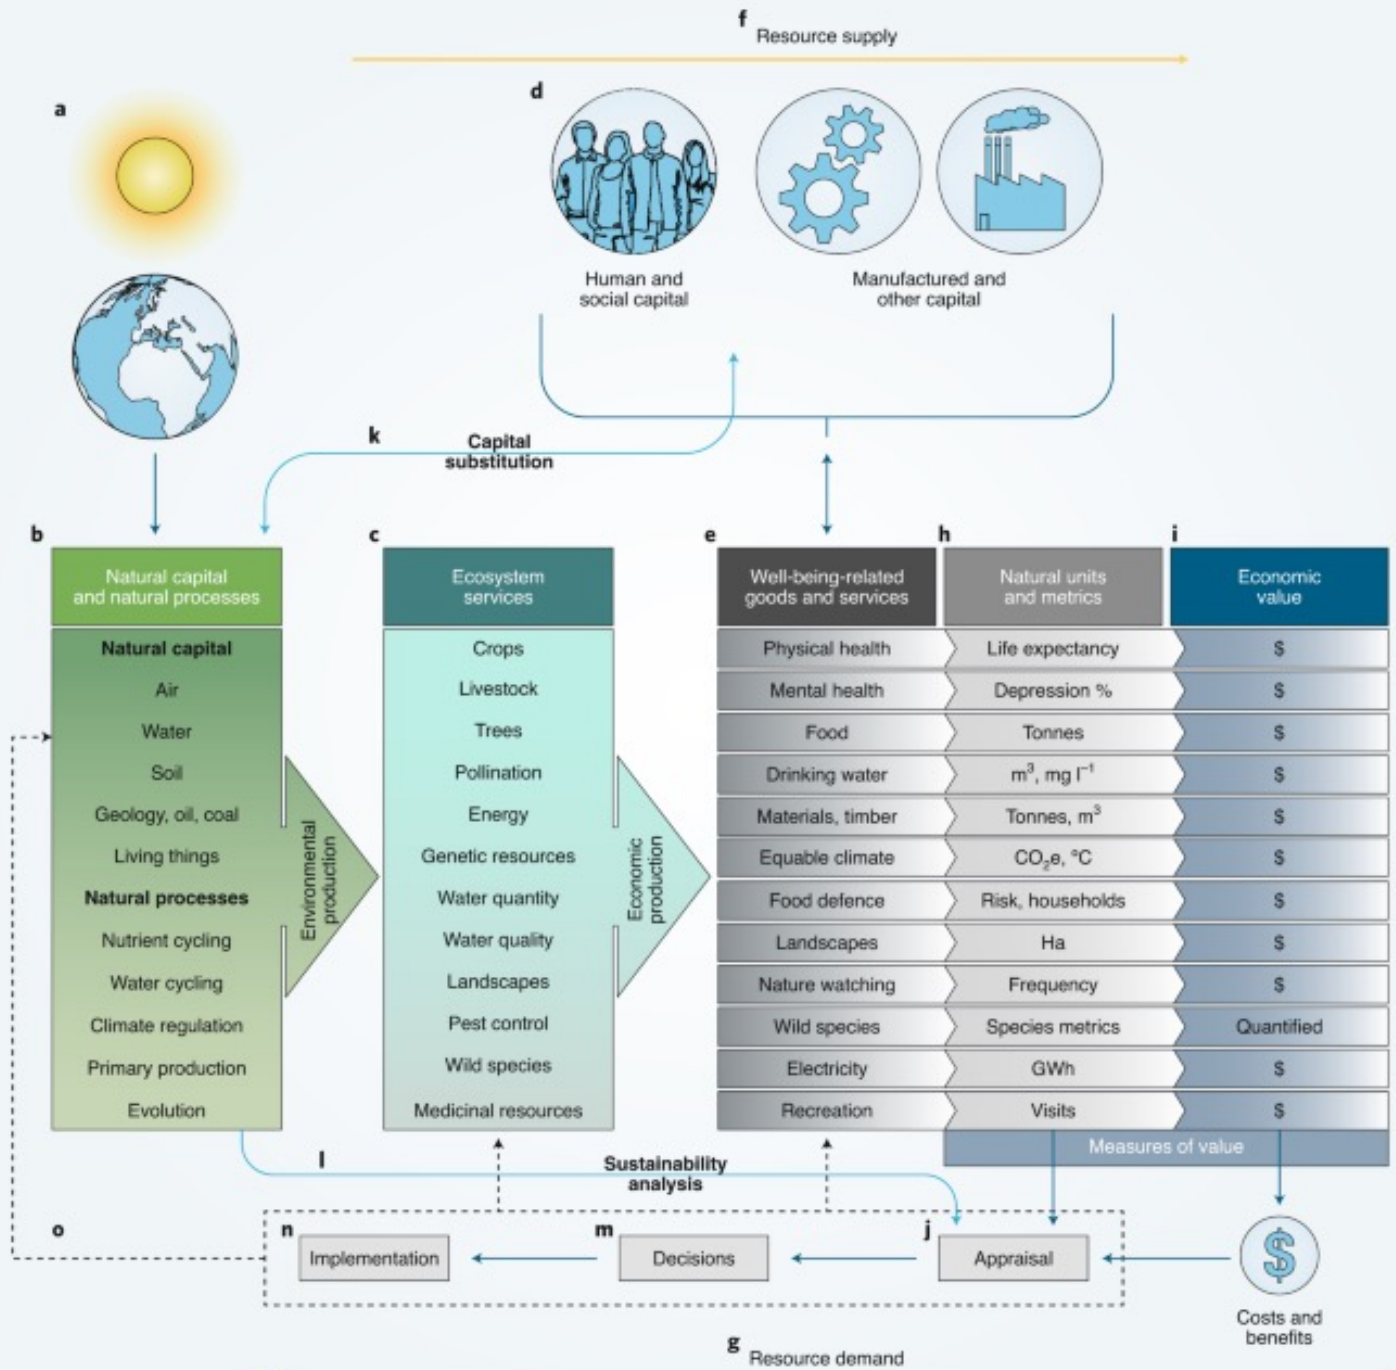 f
Resource supply
a
d
Human and
social capital
Manufactured and
other capital
k
Capital
substitution
b
c
e
h
i
Natural capital
and natural processes
Ecosystem
services
Well-being-related
goods and services
Natural units
and metrics
Economic
value
Natural capital
Air
Water
Soil
Geology, oil, coal
Living things
Natural processes
Nutrient cycling
Water cycling
Climate regulation
Primary production
Evolution
Environmental
production
Crops
Livestock
Trees
Pollination
Energy
Genetic resources
Water quantity
Water quality
Landscapes
Pest control
Wild species
Medicinal resources
Economic
production
Physical health Life expectancy $
Mental health Depression % $
Food Tonnes $
Drinking water m³, mg l⁻¹ $
Materials, timber Tonnes, m³ $
Equable climate CO₂e, ºC $
Food defence Risk, households $
Landscapes Ha $
Nature watching Frequency $
Wild species Species metrics Quantified
Electricity GWh $
Recreation Visits $
Measures of value
l
Sustainability
analysis
o
n
Implementation
m
Decisions
j
Appraisal
$
Costs and
benefits
g
Resource demand